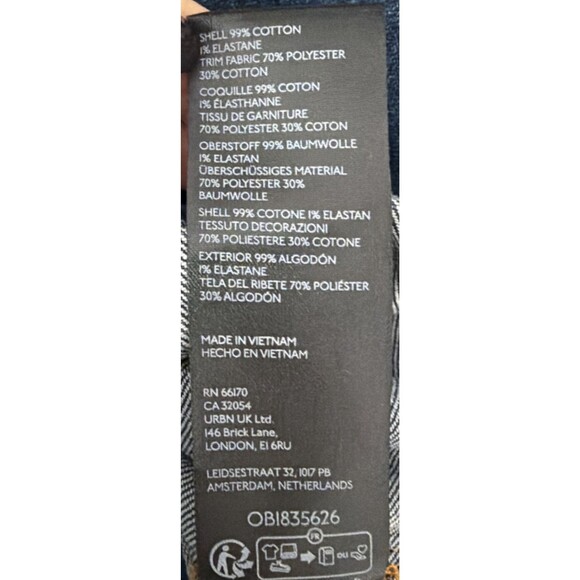 SHELL 99% COTTON
1% ELASTANE
TRIM FABRIC 70% POLYESTER
30% COTTON
COQUILLE 99% COTON
1% ÉLASTHANNE
TISSU DE GARNITURE
70% POLYESTER 30% COTON
OBERSTOFF 99% BAUMWOLLE
1% ELASTAN
ÜBERSCHÜSSIGES MATERIAL
70% POLYESTER 30%
BAUMWOLLE
SHELL 99% COTONE 1% ELASTAN
TESSUTO DECORAZIONI
70% POLIESTERE 30% COTONE
EXTERIOR 99% ALGODÓN
1% ELASTANE
TELA DEL RIBETE 70% POLIÉSTER
30% ALGODÓN
MADE IN VIETNAM
HECHO EN VIETNAM
RN 66170
CA 32054
URBN UK Ltd.
146 Brick Lane,
LONDON, E1 6RU
LEIDSESTRAAT 32, 1017 PB
AMSTERDAM, NETHERLANDS
OB1835626
FR
OU